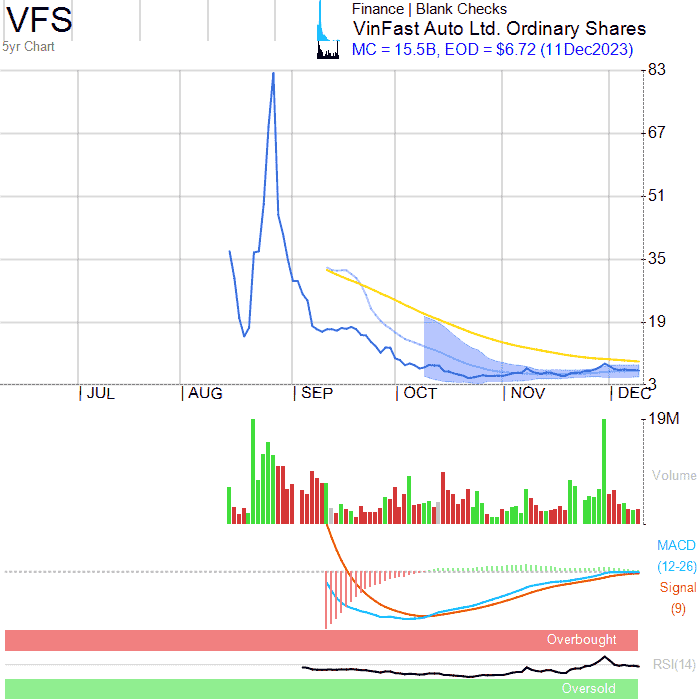 VFS
5yr Chart
Finance | Blank Checks
VinFast Auto Ltd. Ordinary Shares
MC = 15.5B, EOD = $6.72 (11Dec2023)
83
67
51
35
19
3
| JUL | AUG | SEP | OCT | NOV | DEC
19M
Volume
MACD
(12-26)
Signal
(9)
Overbought
RSI(14)
Oversold